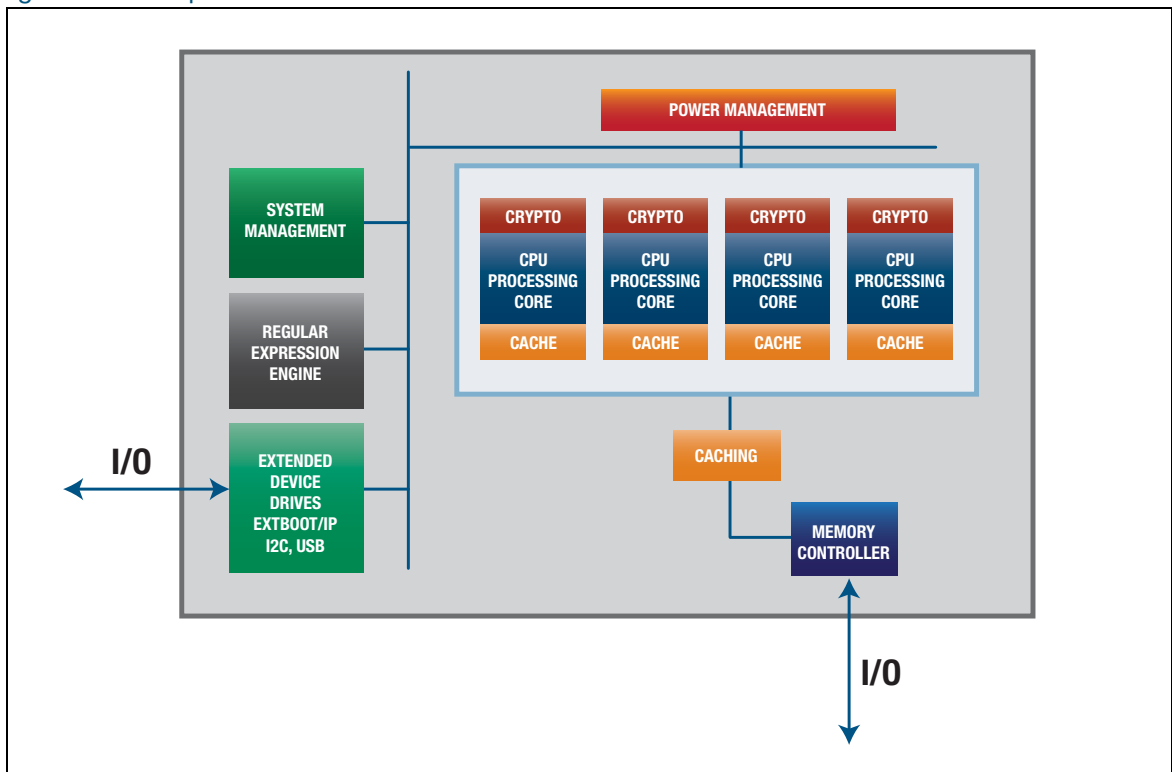 POWER MANAGEMENT
SYSTEM
MANAGEMENT
CRYPTO
CPU
PROCESSING
CORE
CACHE
CRYPTO
CPU
PROCESSING
CORE
CACHE
CRYPTO
CPU
PROCESSING
CORE
CACHE
CRYPTO
CPU
PROCESSING
CORE
CACHE
REGULAR
EXPRESSION
ENGINE
I/O
EXTENDED
DEVICE
DRIVES
EXTBOOT/IP
I2C, USB
CACHING
MEMORY
CONTROLLER
I/O